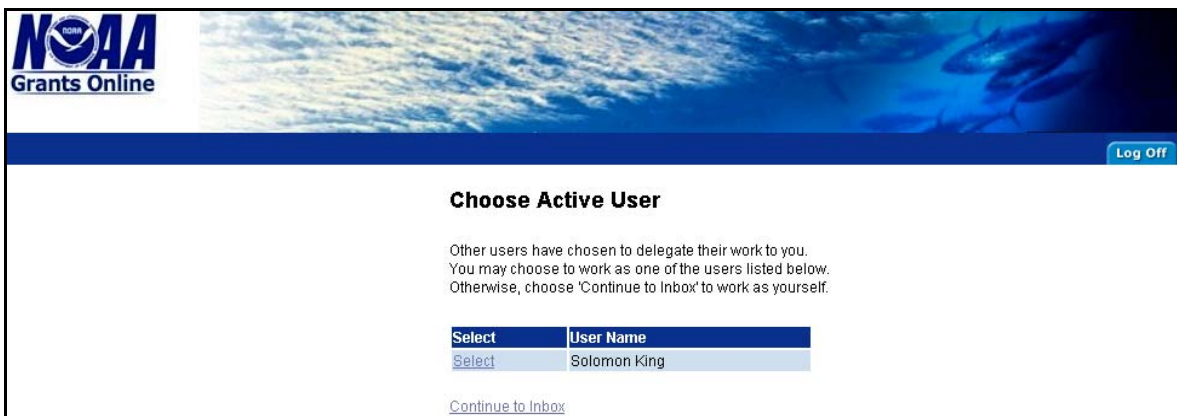 NOAA
NOAA
Grants Online
Log Off
Choose Active User
Other users have chosen to delegate their work to you.
You may choose to work as one of the users listed below.
Otherwise, choose 'Continue to Inbox' to work as yourself.
Select User Name
Select Solomon King
Continue to Inbox